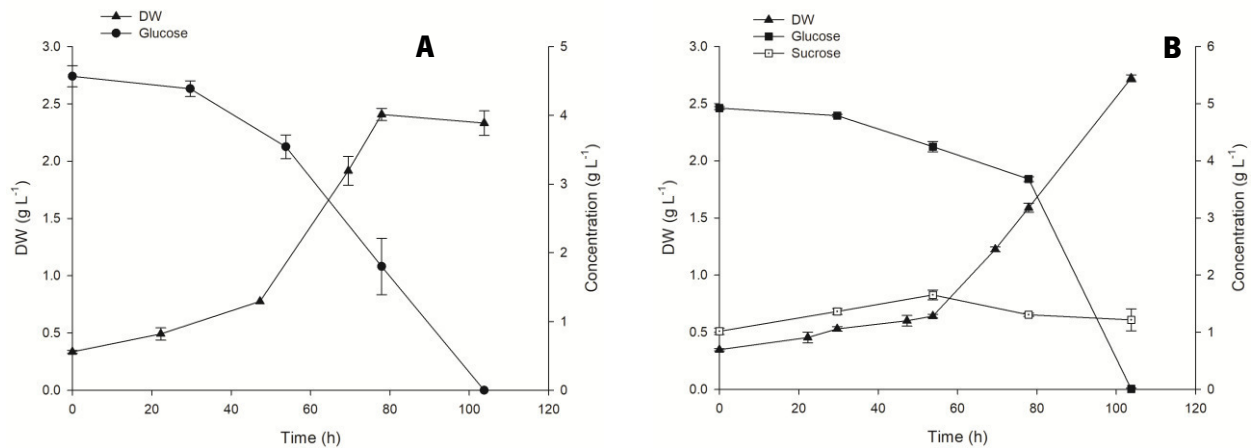 DW
Glucose
A
3.0
2.5
2.0
1.5
1.0
0.5
0.0
DW (g L-1)
5
4
3
2
1
0
Concentration (g L-1)
0 20 40 60 80 100 120
Time (h)
DW
Glucose
Sucrose
B
3.0
2.5
2.0
1.5
1.0
0.5
0.0
DW (g L-1)
6
5
4
3
2
1
0
Concentration (g L-1)
0 20 40 60 80 100 120
Time (h)